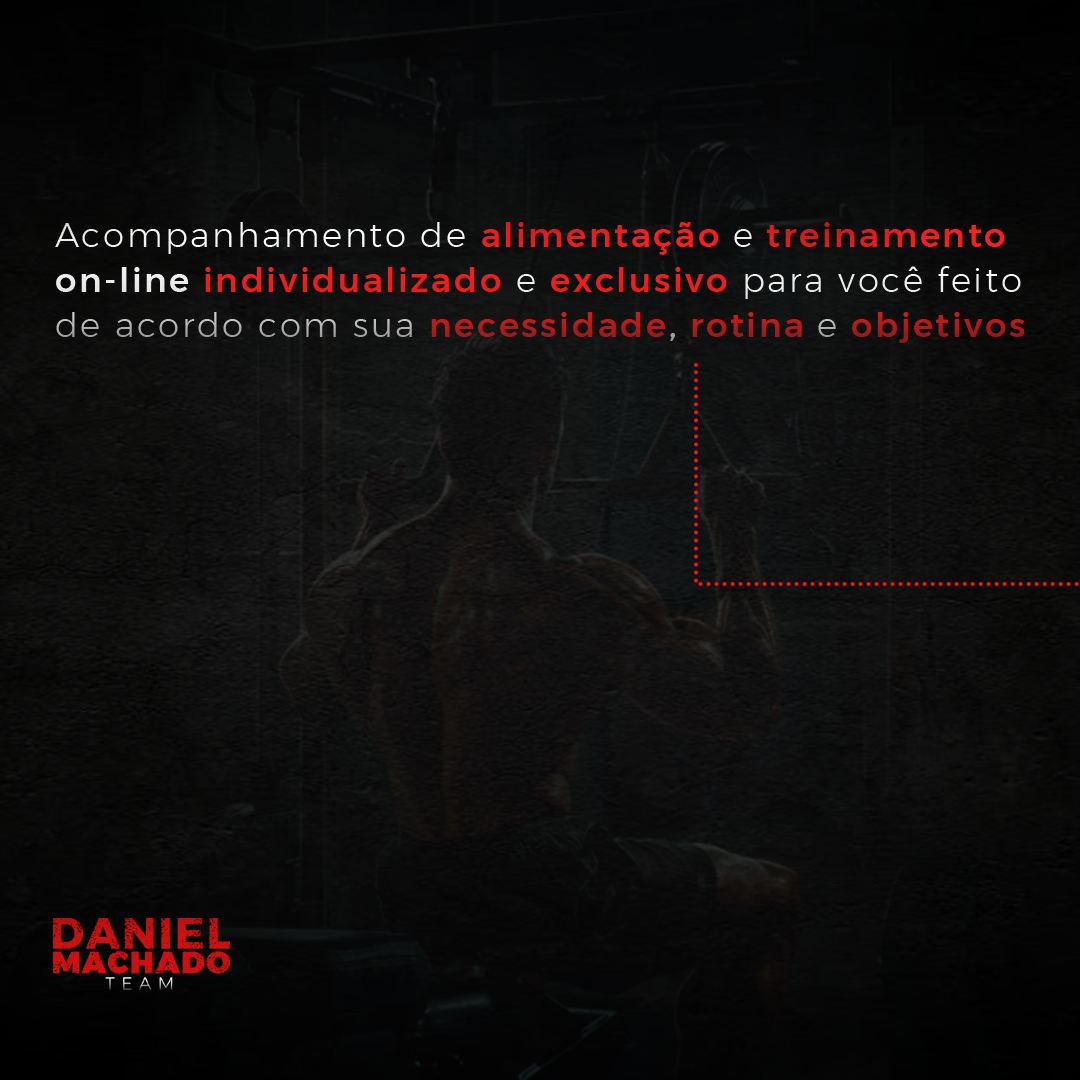 Acompanhamento de alimentação e treinamento
on-line individualizado e exclusivo para você feito
de acordo com sua necessidade, rotina e objetivos
DANIEL
MACHADO
TEAM